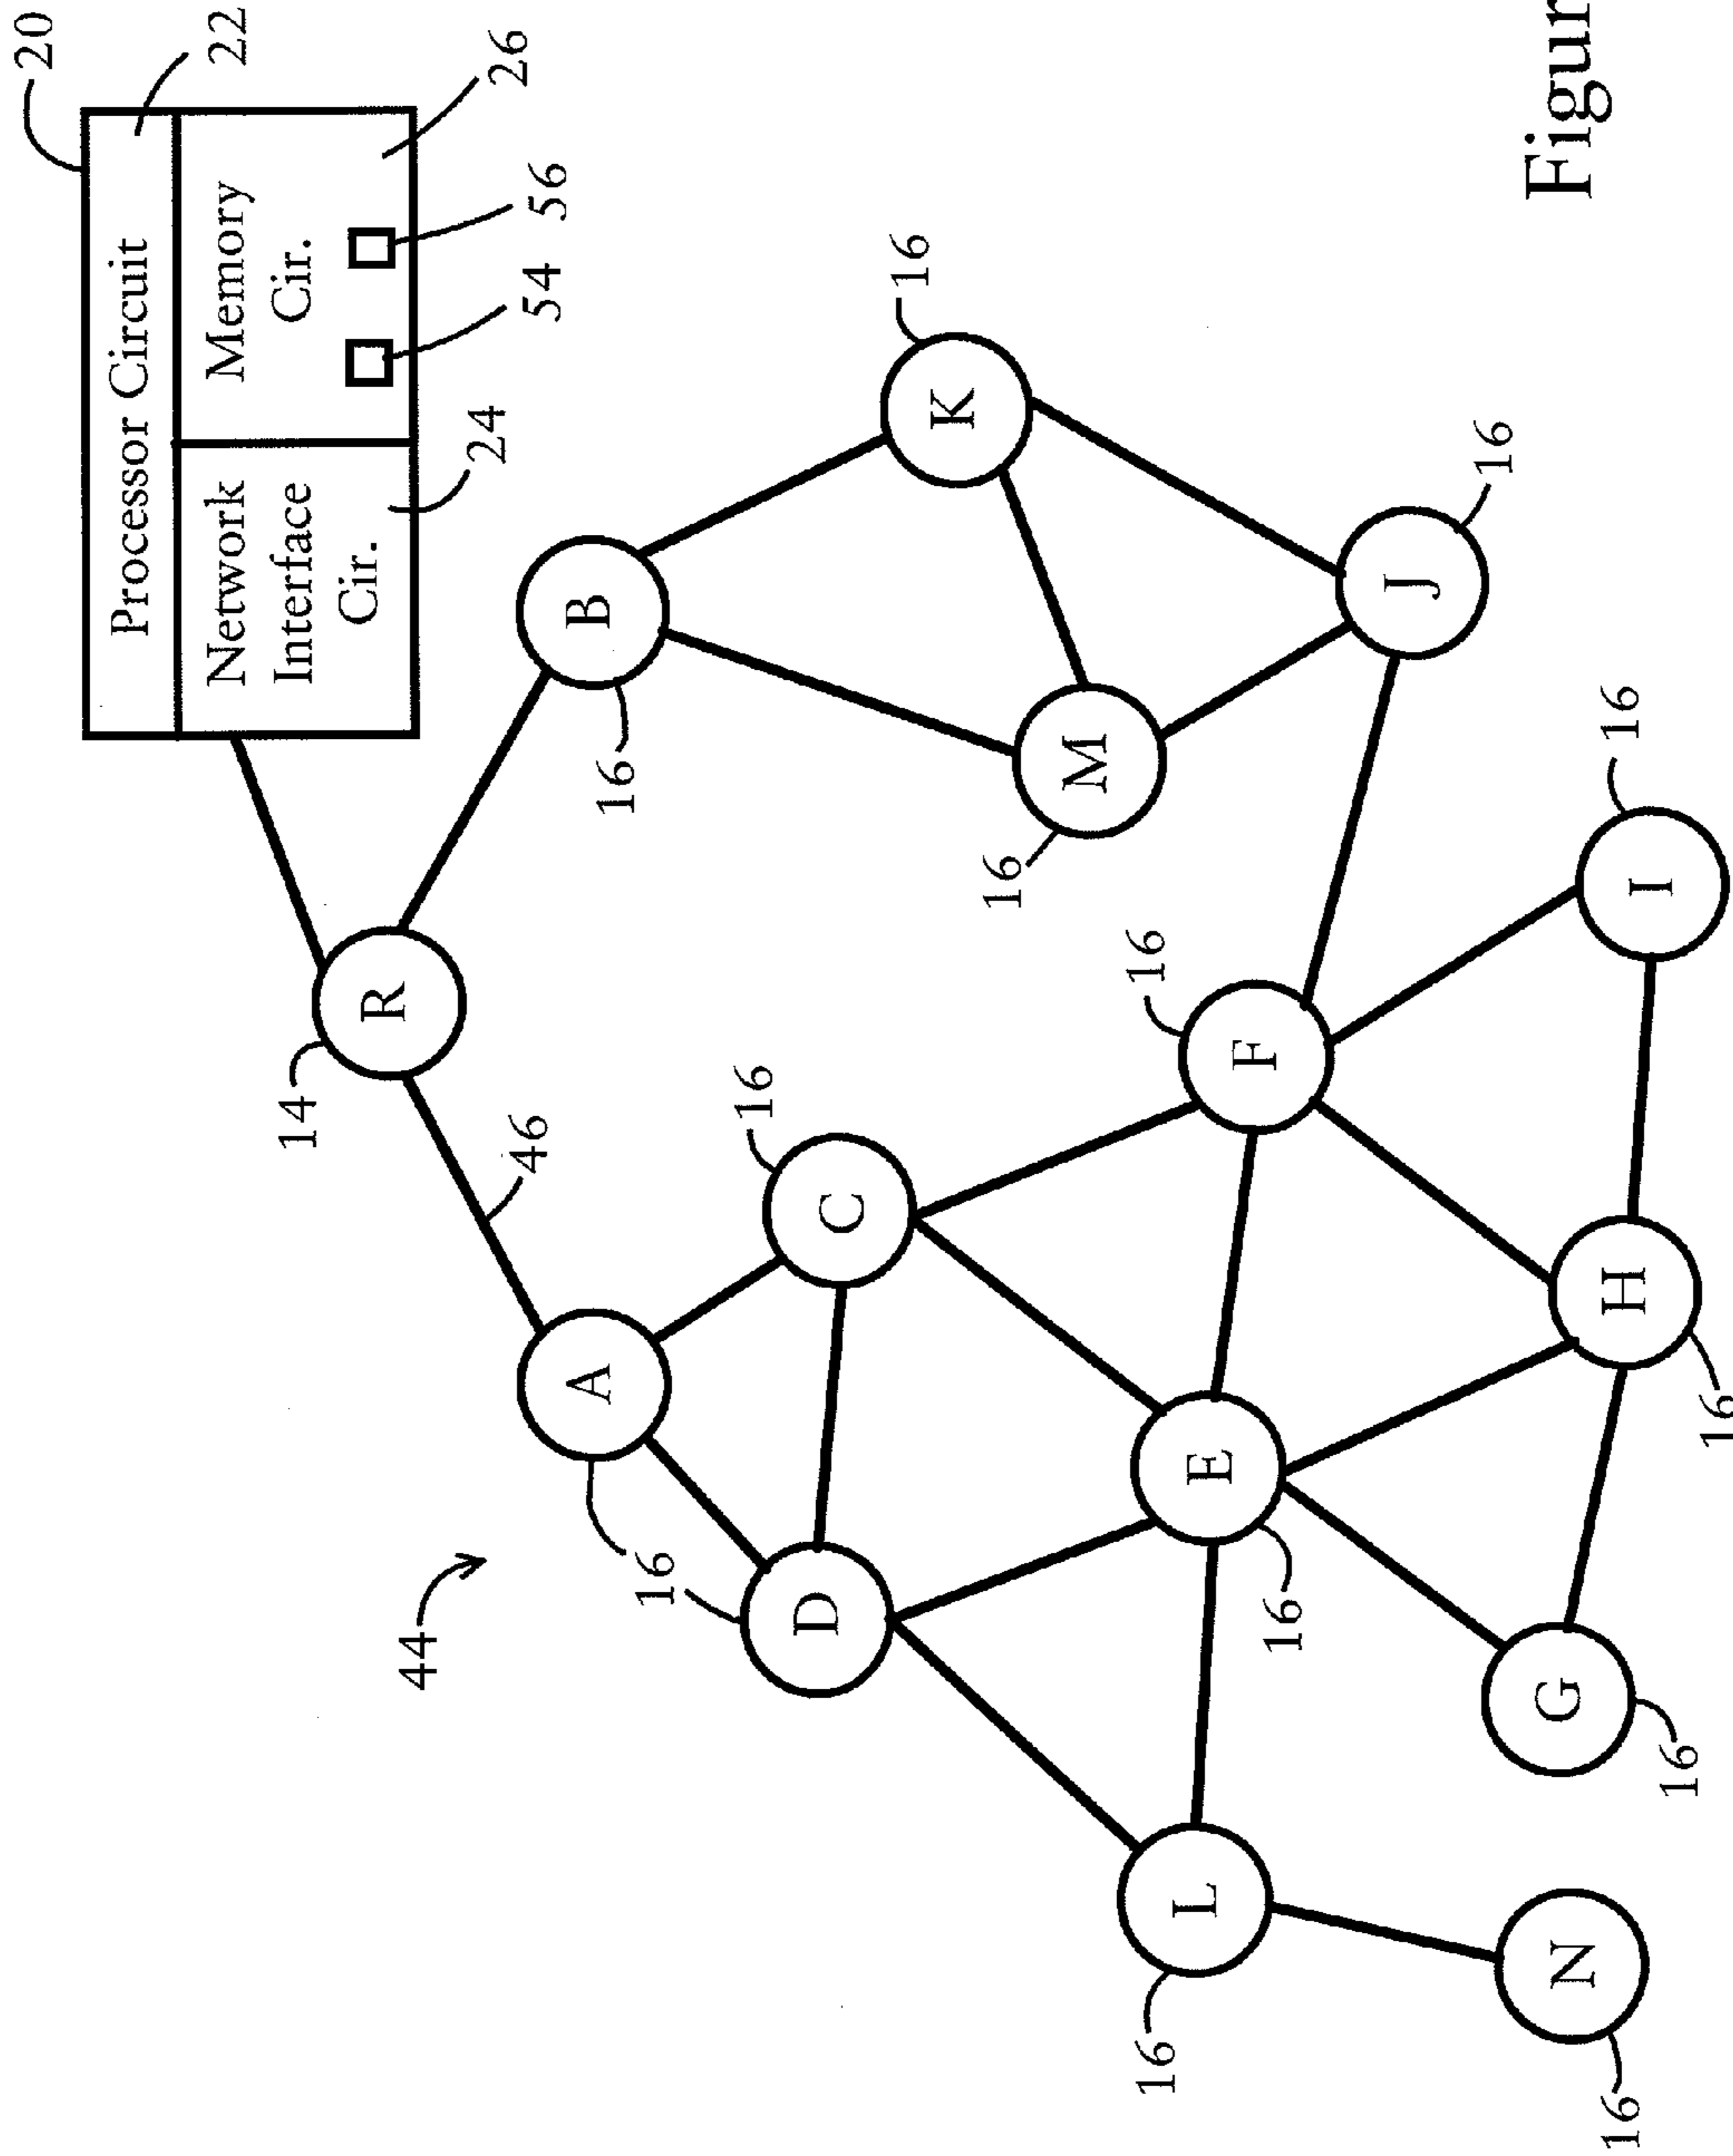 20
Processor Circuit
22
Network
Interface
Cir.
Memory
Cir.
24
54
56
26
14
R
46
44
A
16
B
16
16
D
C
16
K
16
M
16
L
16
E
16
F
16
J
16
N
16
G
16
H
16
I
16
Figur